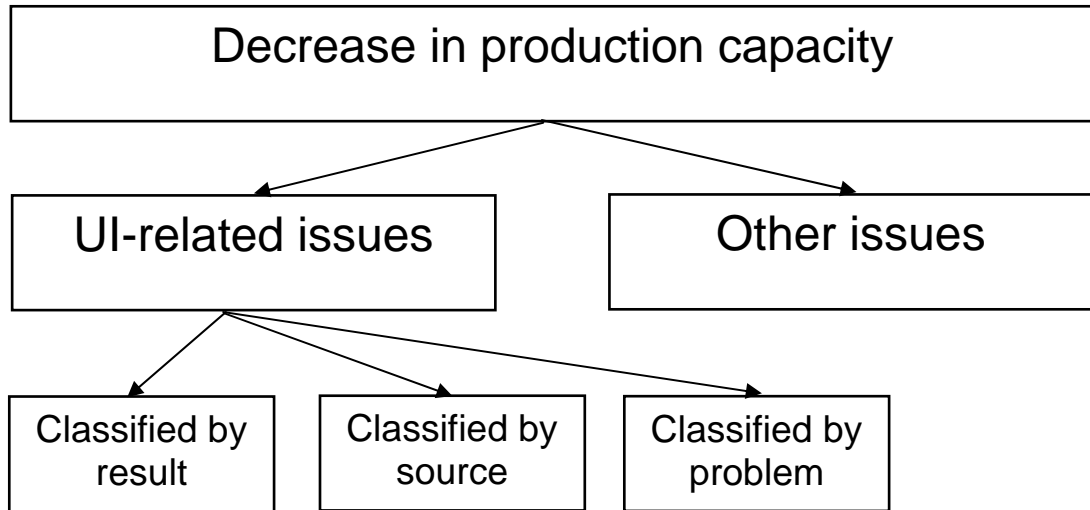 Decrease in production capacity
UI-related issues
Other issues
Classified by
result
Classified by
source
Classified by
problem